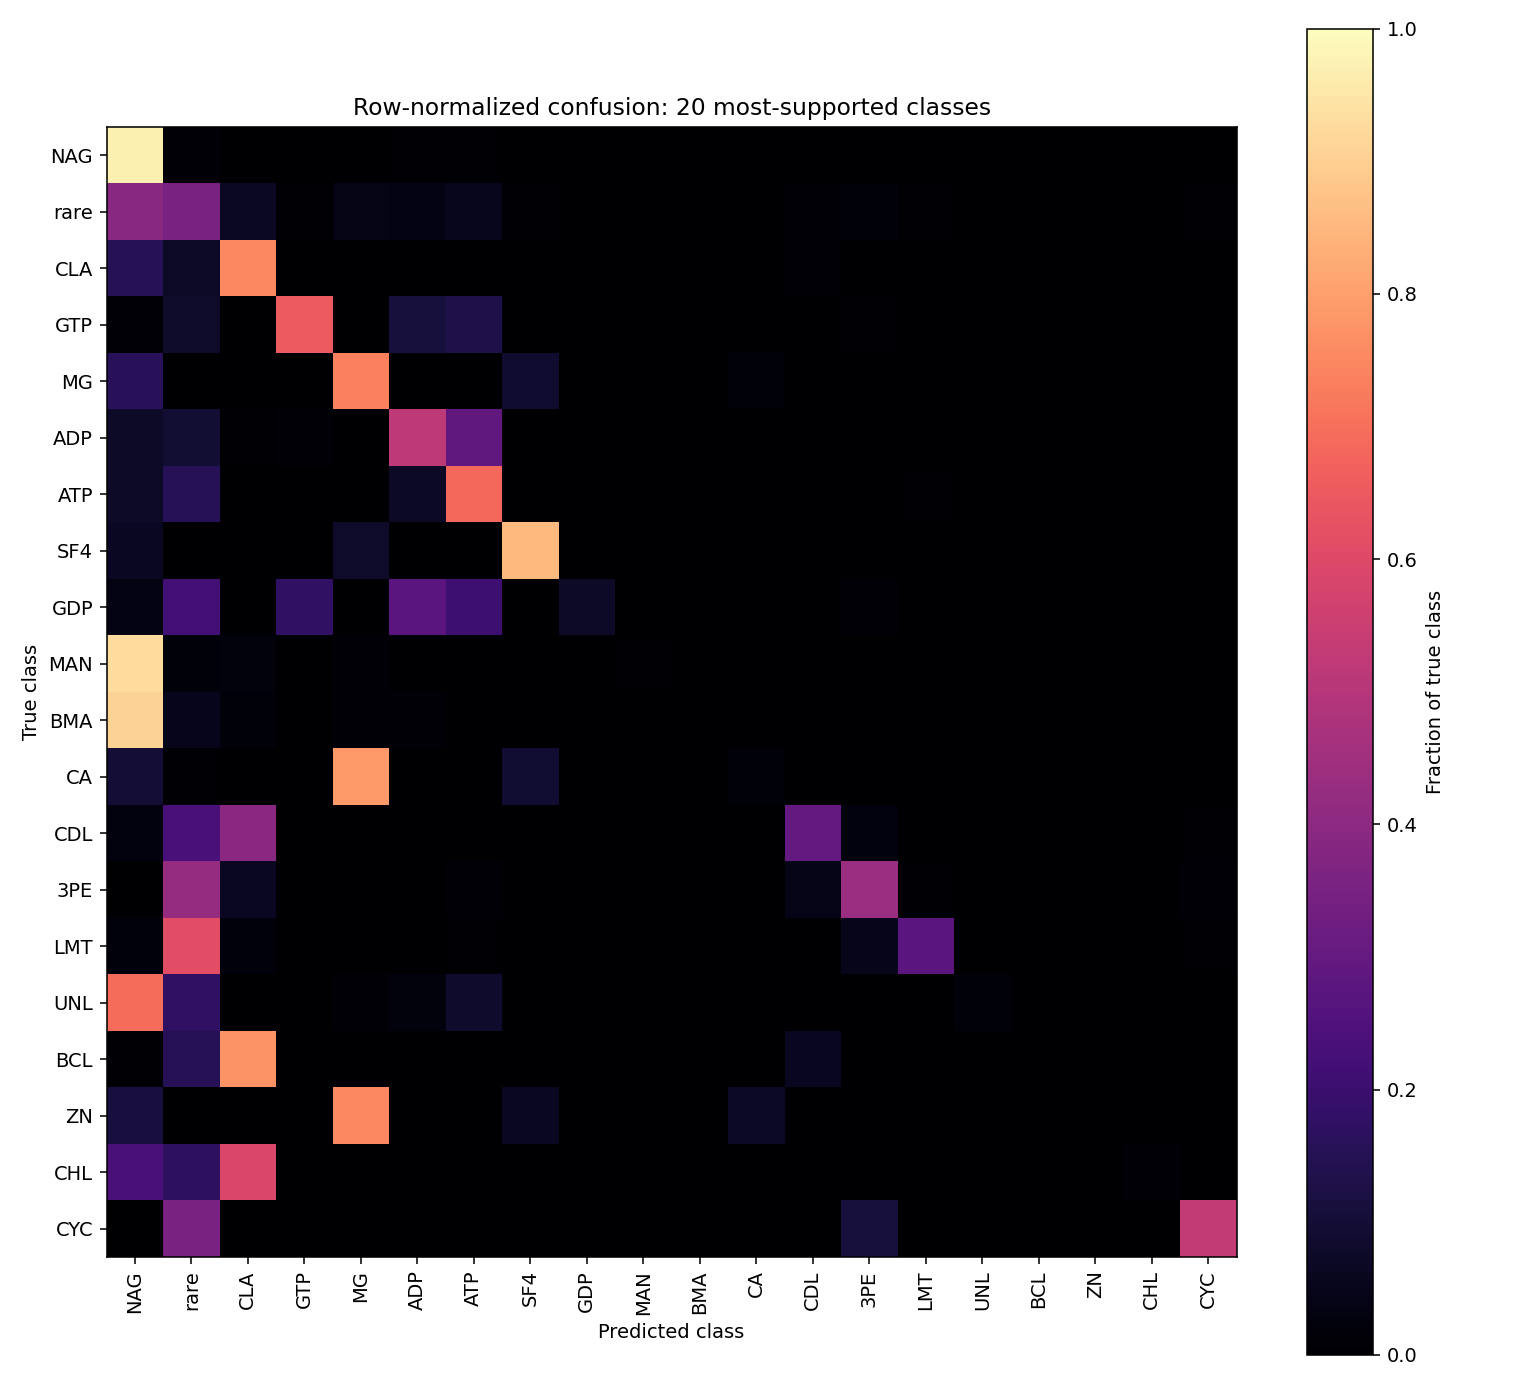 Row-normalized confusion: 20 most-supported classes
True class
NAG
rare
CLA
GTP
MG
ADP
ATP
SF4
GDP
MAN
BMA
CA
CDL
3PE
LMT
UNL
BCL
ZN
CHL
CYC
NAG rare CLA GTP MG ADP ATP SF4 GDP MAN BMA CA CDL 3PE LMT UNL BCL ZN CHL CYC
Predicted class
1.0
0.8
0.6
0.4
0.2
0.0
Fraction of true class